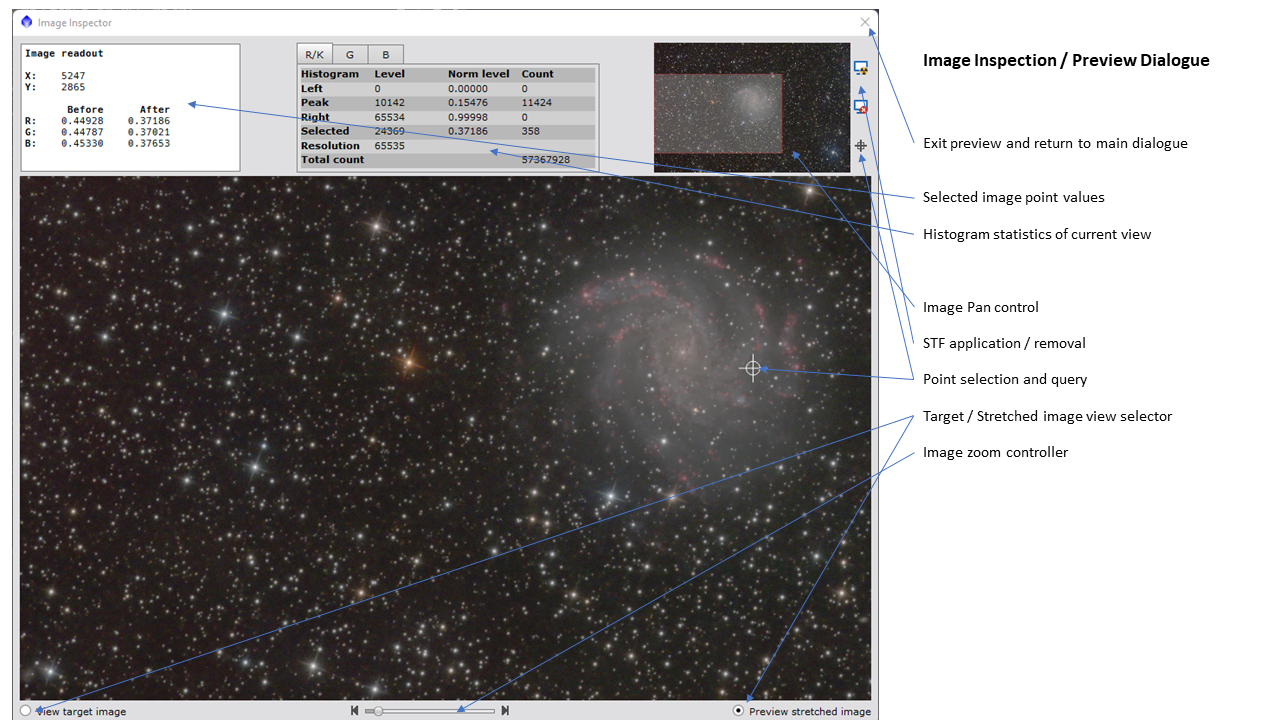 Image Inspector
Image readout
X: 5247
Y: 2865
Before After
R: 0.44928 0.37186
G: 0.44787 0.37021
B: 0.45330 0.37653
R/K G B
Histogram Level Norm level Count
Left 0 0.00000 0
Peak 10142 0.15476 11424
Right 65534 0.99998 0
Selected 24369 0.37186 358
Resolution 65535
Total count 57367928
View target image
Preview stretched image
Image Inspection / Preview Dialogue
Exit preview and return to main dialogue
Selected image point values
Histogram statistics of current view
Image Pan control
STF application / removal
Point selection and query
Target / Stretched image view selector
Image zoom controller